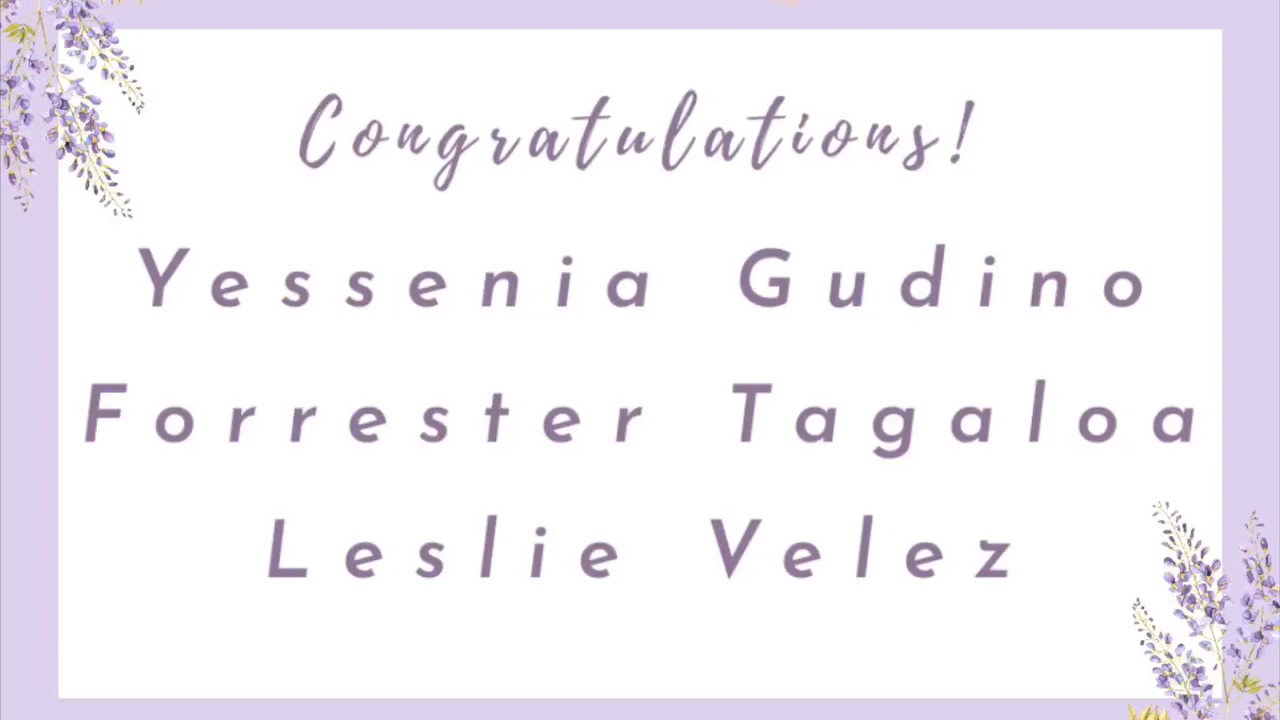 Congratulations!
Yessenia Gudino
Forrester Tagaloa
Leslie Velez